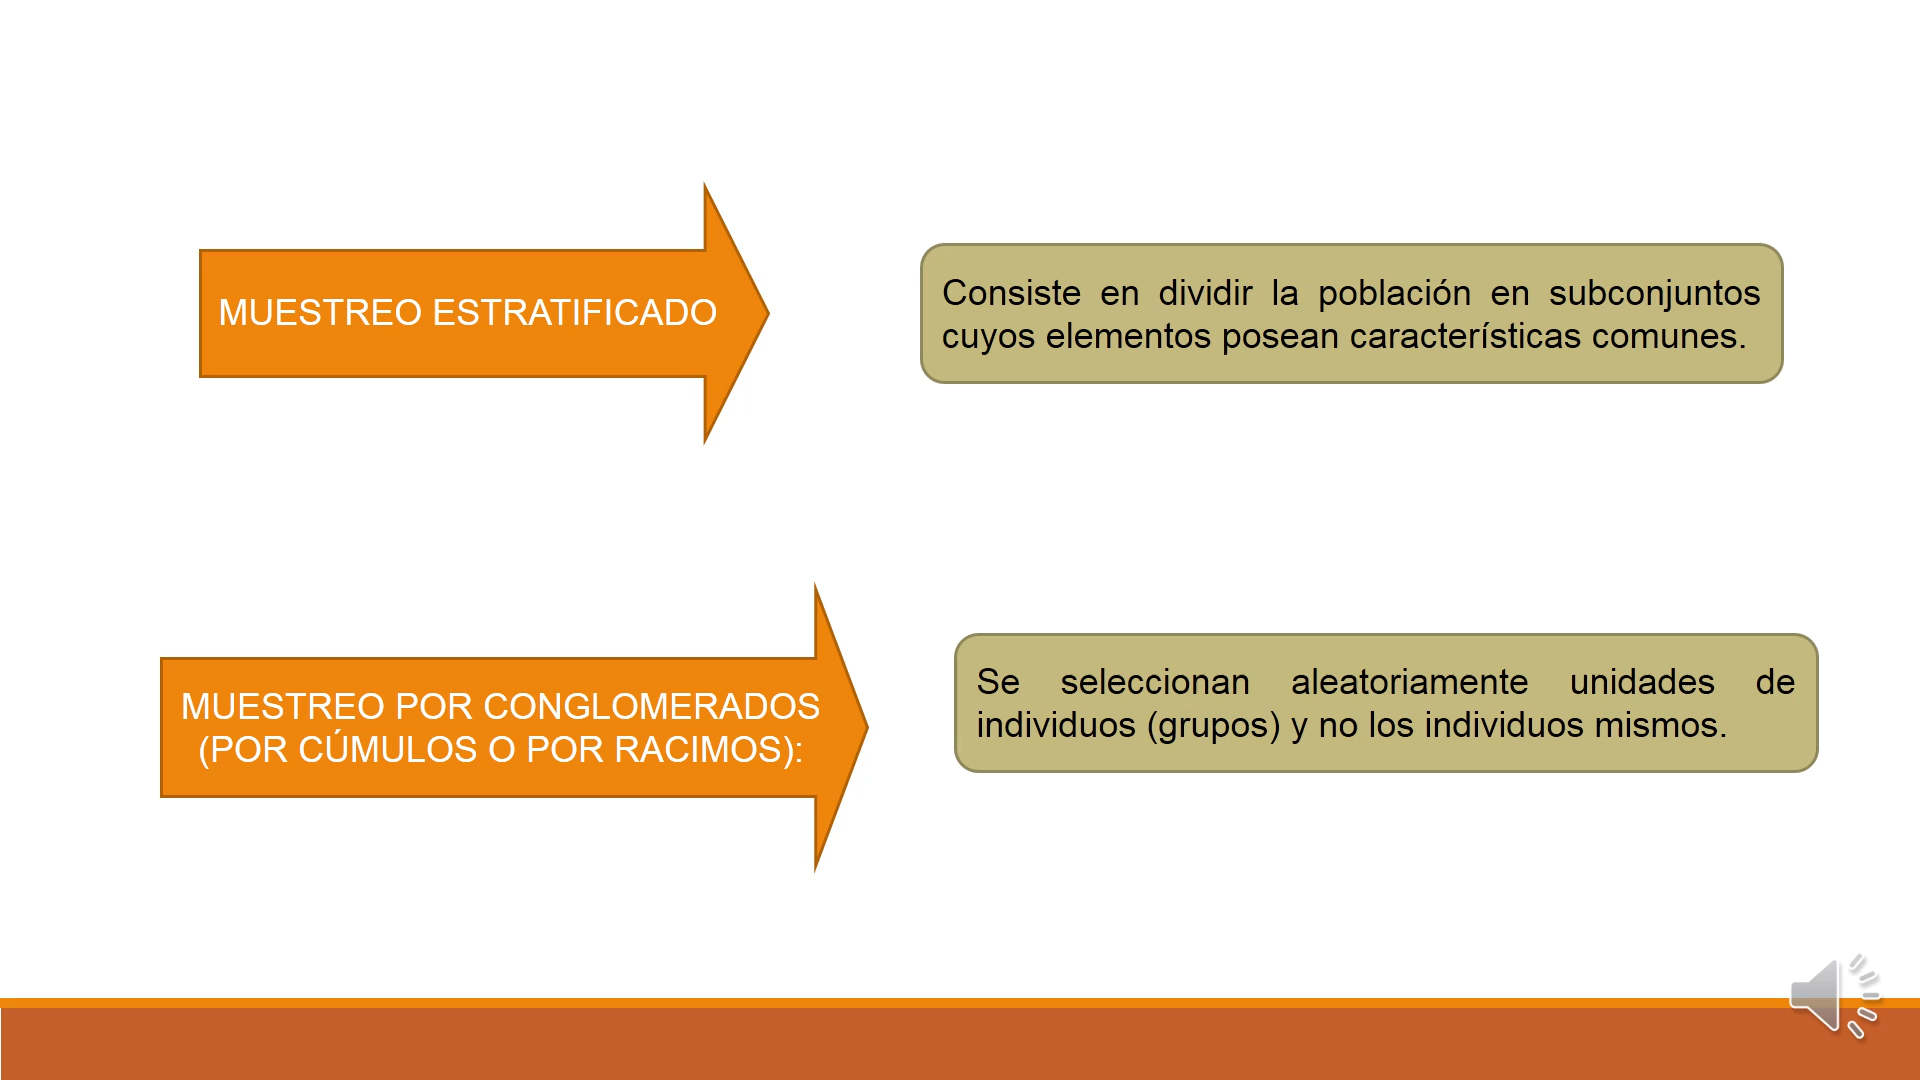 MUESTREO ESTRATIFICADO
Consiste en dividir la población en subconjuntos
cuyos elementos posean características comunes.
MUESTREO POR CONGLOMERADOS
(POR CÚMULOS O POR RACIMOS):
Se seleccionan aleatoriamente unidades de
individuos (grupos) y no los individuos mismos.